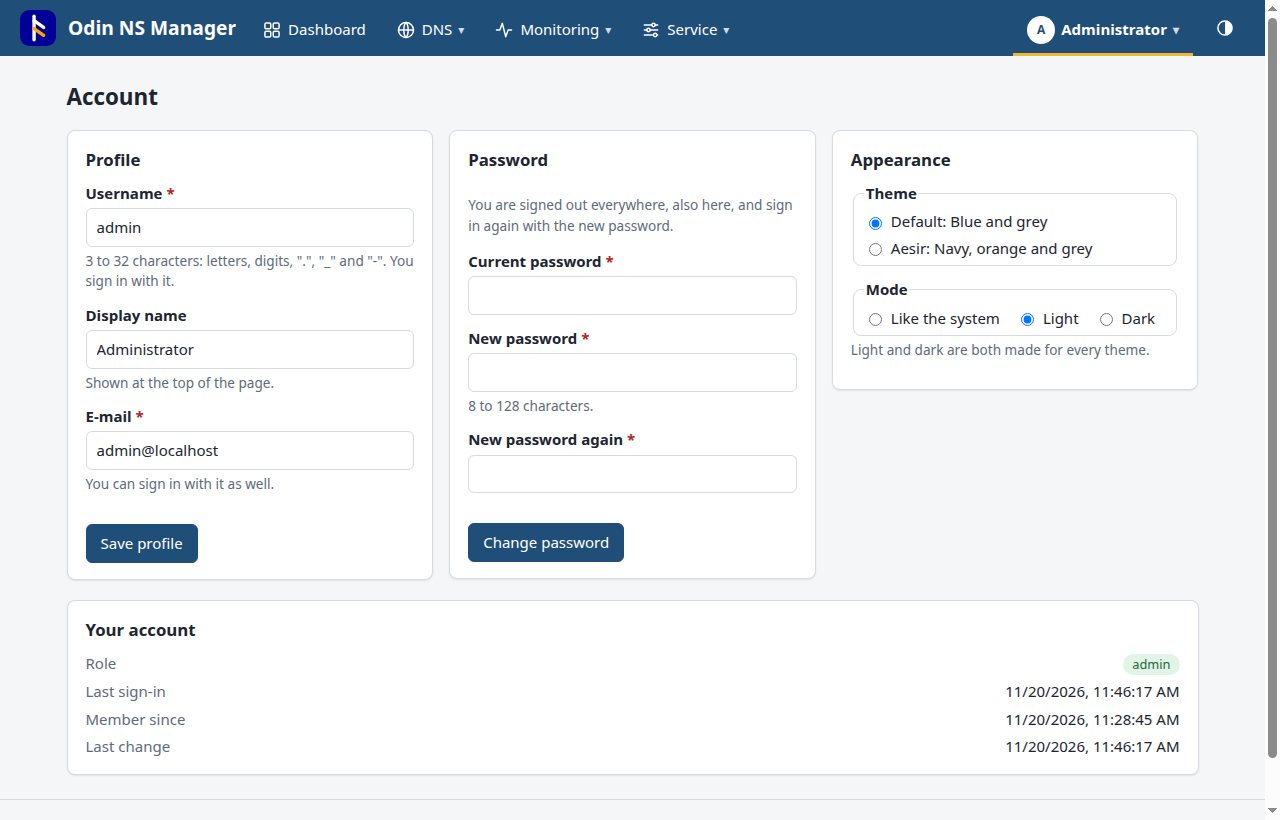 Odin NS Manager
Dashboard
DNS ▾
Monitoring ▾
Service ▾
A
Administrator ▾
Account
Profile
Username *
admin
3 to 32 characters: letters, digits, ".", "_" and "-". You
sign in with it.
Display name
Administrator
Shown at the top of the page.
E-mail *
admin@localhost
You can sign in with it as well.
Save profile
Password
You are signed out everywhere, also here, and sign
in again with the new password.
Current password *
New password *
8 to 128 characters.
New password again *
Change password
Appearance
Theme
Default: Blue and grey
Aesir: Navy, orange and grey
Mode
Like the system
Light
Dark
Light and dark are both made for every theme.
Your account
Role
admin
Last sign-in
11/20/2026, 11:46:17 AM
Member since
11/20/2026, 11:28:45 AM
Last change
11/20/2026, 11:46:17 AM